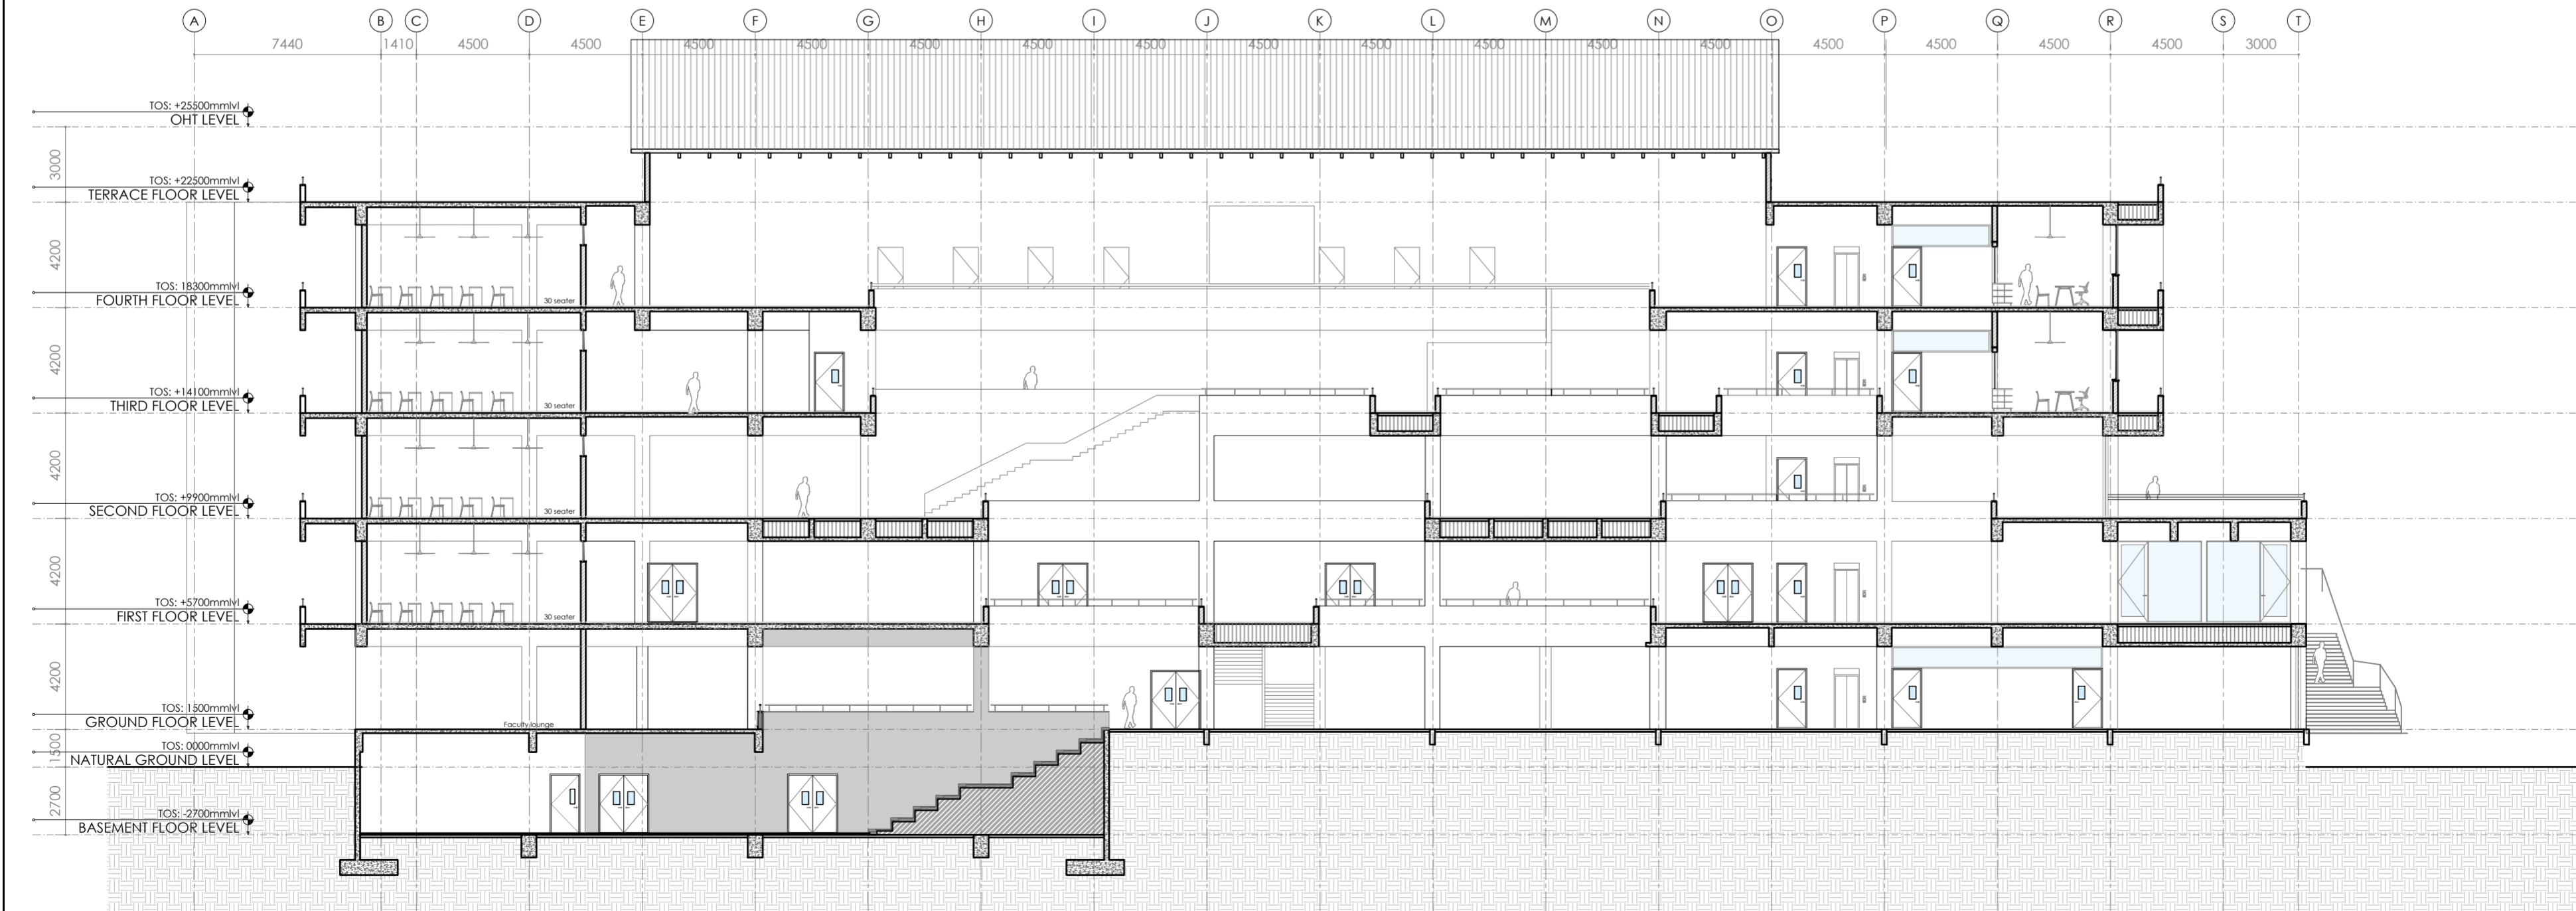 A B C D E F G H I J K L M N O P Q R S T
7440 1410 4500 4500 4500 4500 4500 4500 4500 4500 4500 4500 4500 4500 4500 4500 4500 4500 3000
TOS: +25500mmlvl
OHT LEVEL
3000
TOS: +22500mmlvl
TERRACE FLOOR LEVEL
4200
TOS: 18300mmlvl
FOURTH FLOOR LEVEL
30 seater
4200
TOS: +14100mmlvl
THIRD FLOOR LEVEL
30 seater
4200
TOS: +9900mmlvl
SECOND FLOOR LEVEL
30 seater
4200
TOS: +5700mmlvl
FIRST FLOOR LEVEL
30 seater
4200
TOS: 1500mmlvl
GROUND FLOOR LEVEL
Faculty lounge
1500
TOS: 0000mmlvl
NATURAL GROUND LEVEL
22700
TOS: -2700mmlvl
BASEMENT FLOOR LEVEL